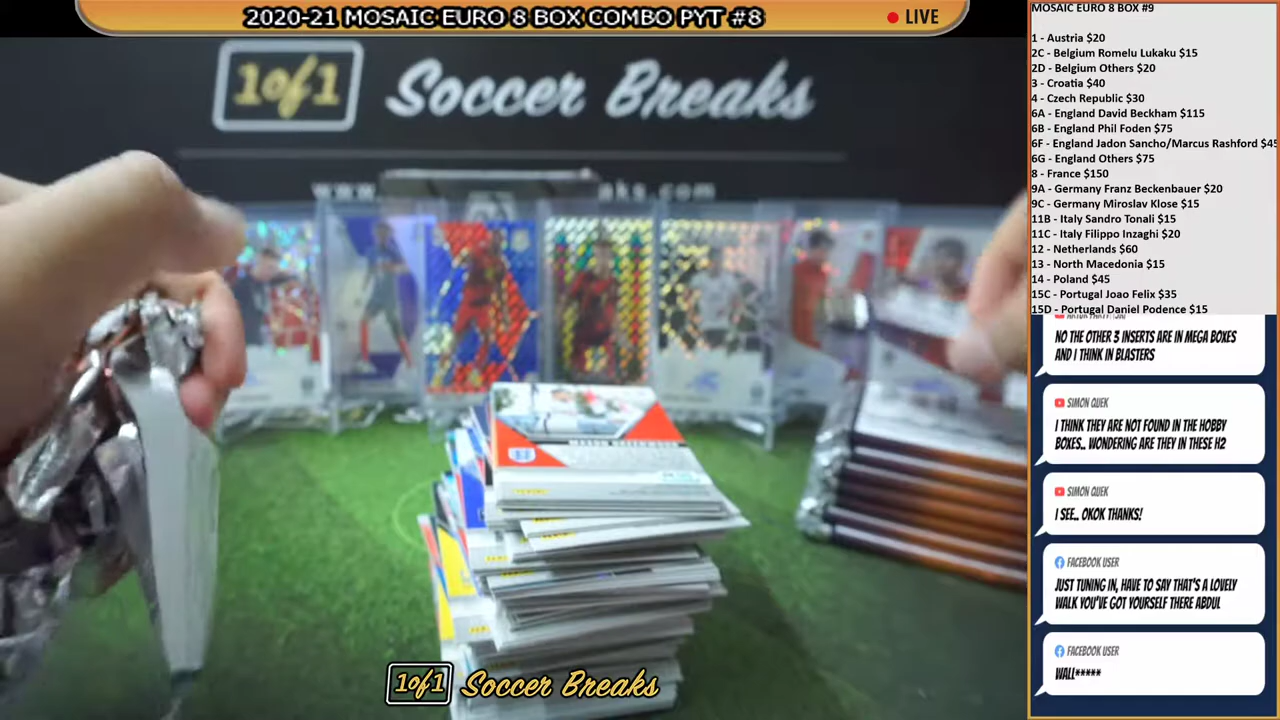 2020-21 MOSAIC EURO 8 BOX COMBO PYT #8
LIVE
1of1 Soccer Breaks
MOSAIC EURO 8 BOX #9
1 - Austria $20
2C - Belgium Romelu Lukaku $15
2D - Belgium Others $20
3 - Croatia $40
4 - Czech Republic $30
6A - England David Beckham $115
6B - England Phil Foden $75
6F - England Jadon Sancho/Marcus Rashford $45
6G - England Others $75
8 - France $150
9A - Germany Franz Beckenbauer $20
9C - Germany Miroslav Klose $15
11B - Italy Sandro Tonali $15
11C - Italy Filippo Inzaghi $20
12 - Netherlands $60
13 - North Macedonia $15
14 - Poland $45
15C - Portugal Joao Felix $35
15D - Portugal Daniel Podence $15
NO THE OTHER 3 INSERTS ARE IN MEGA BOXES
AND I THINK IN BLASTERS
SIMON QUEK
I THINK THEY ARE NOT FOUND IN THE HOBBY
BOXES.. WONDERING ARE THEY IN THESE H2
SIMON QUEK
I SEE.. OKOK THANKS!
FACEBOOK USER
JUST TUNING IN, HAVE TO SAY THAT'S A LOVELY
WALK YOU'VE GOT YOURSELF THERE ABDUL
FACEBOOK USER
WALL*****
MASON GREENWOOD
1of1 Soccer Breaks